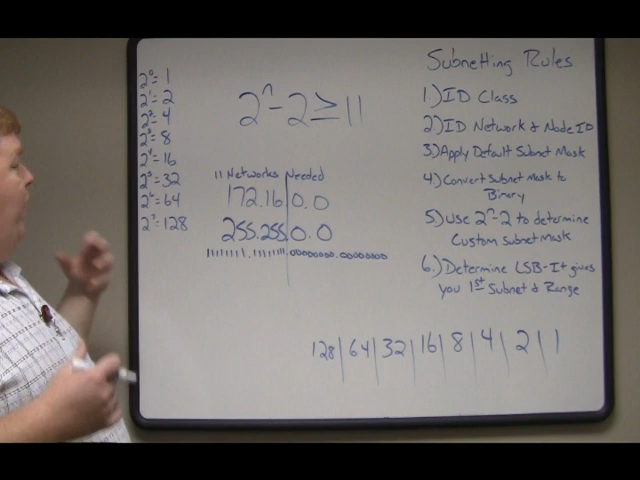 2⁰=1
2¹=2
2²=4
2³=8
2⁴=16
2⁵=32
2⁶=64
2⁷=128
2ⁿ-2≥11
11 Networks Needed
172.16|0.0
255.255|0.0
11111111.11111111|00000000.00000000
Subnetting Rules
1.) ID Class
2.) ID Network & Node ID
3) Apply Default Subnet Mask
4.) Convert Subnet Mask to
Binary
5) Use 2ⁿ-2 to determine
Custom Subnet Mask
6.) Determine LSB-It gives
you 1st Subnet & Range
128|64|32|16|8|4|2|1